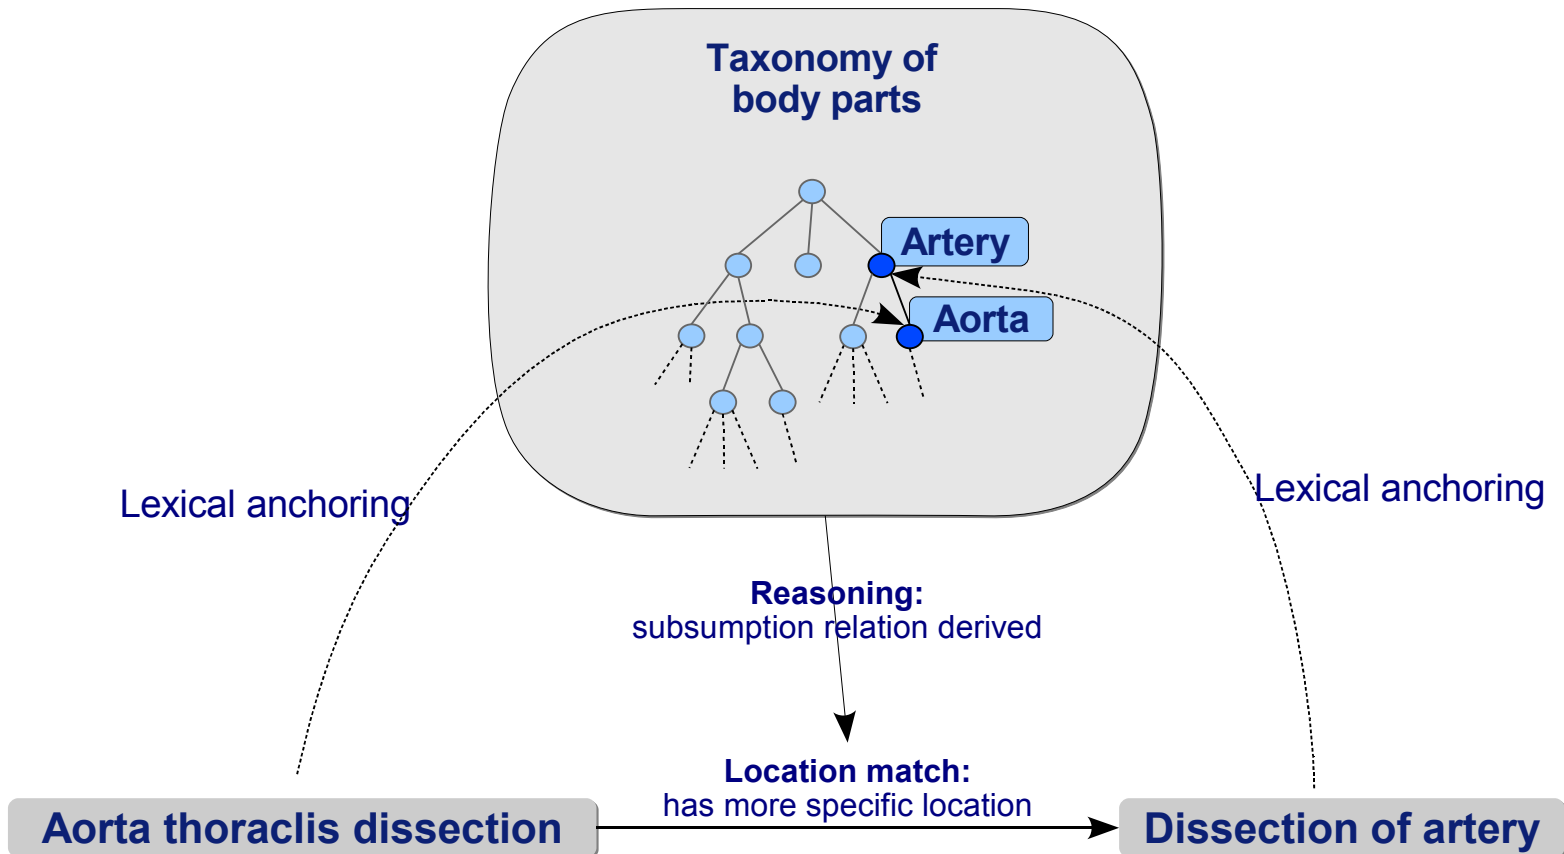 Taxonomy of
body parts
Artery
Aorta
Lexical anchoring
Lexical anchoring
Reasoning:
subsumption relation derived
Location match:
has more specific location
Aorta thoraclis dissection
Dissection of artery